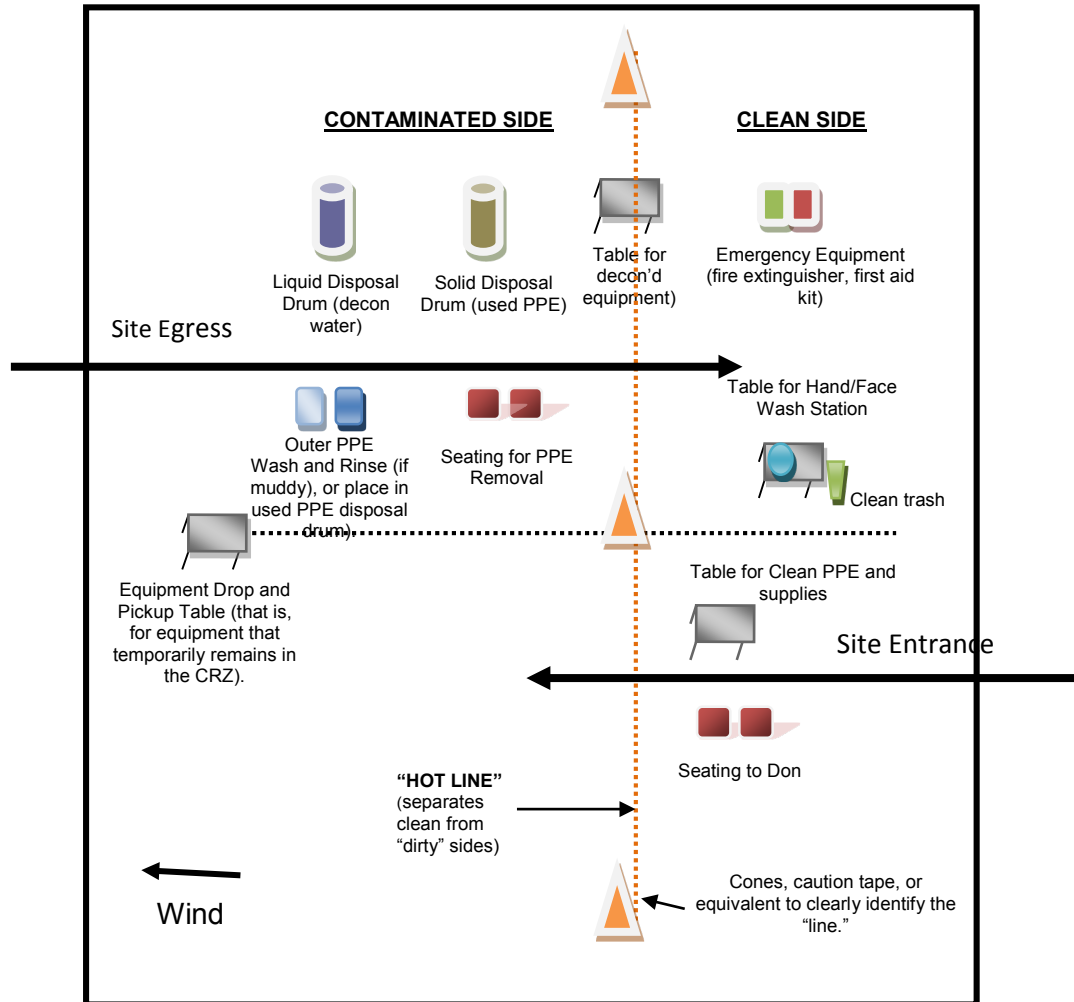 CONTAMINATED SIDE
CLEAN SIDE
Liquid Disposal
Drum (decon
water)
Solid Disposal
Drum (used PPE)
Table for
decon'd
equipment)
Emergency Equipment
(fire extinguisher, first aid
kit)
Site Egress
Outer PPE
Wash and Rinse (if
muddy), or place in
used PPE disposal
drum).
Seating for PPE
Removal
Table for Hand/Face
Wash Station
Clean trash
Equipment Drop and
Pickup Table (that is,
for equipment that
temporarily remains in
the CRZ).
Table for Clean PPE and
supplies
Site Entrance
Seating to Don
“HOT LINE”
(separates
clean from
“dirty” sides)
Cones, caution tape, or
equivalent to clearly identify the
“line.”
Wind